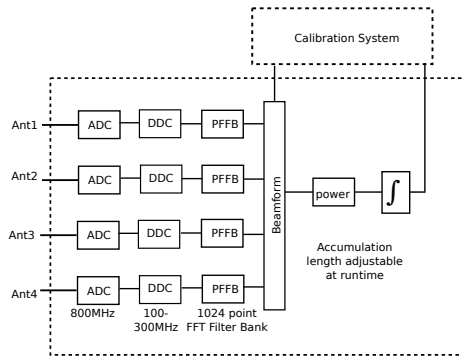 Calibration System
Ant1
ADC
DDC
PFFB
Ant2
ADC
DDC
PFFB
Ant3
ADC
DDC
PFFB
Ant4
ADC
DDC
PFFB
800MHz
100-
300MHz
1024 point
FFT Filter Bank
Beamform
power
∫
Accumulation
length adjustable
at runtime